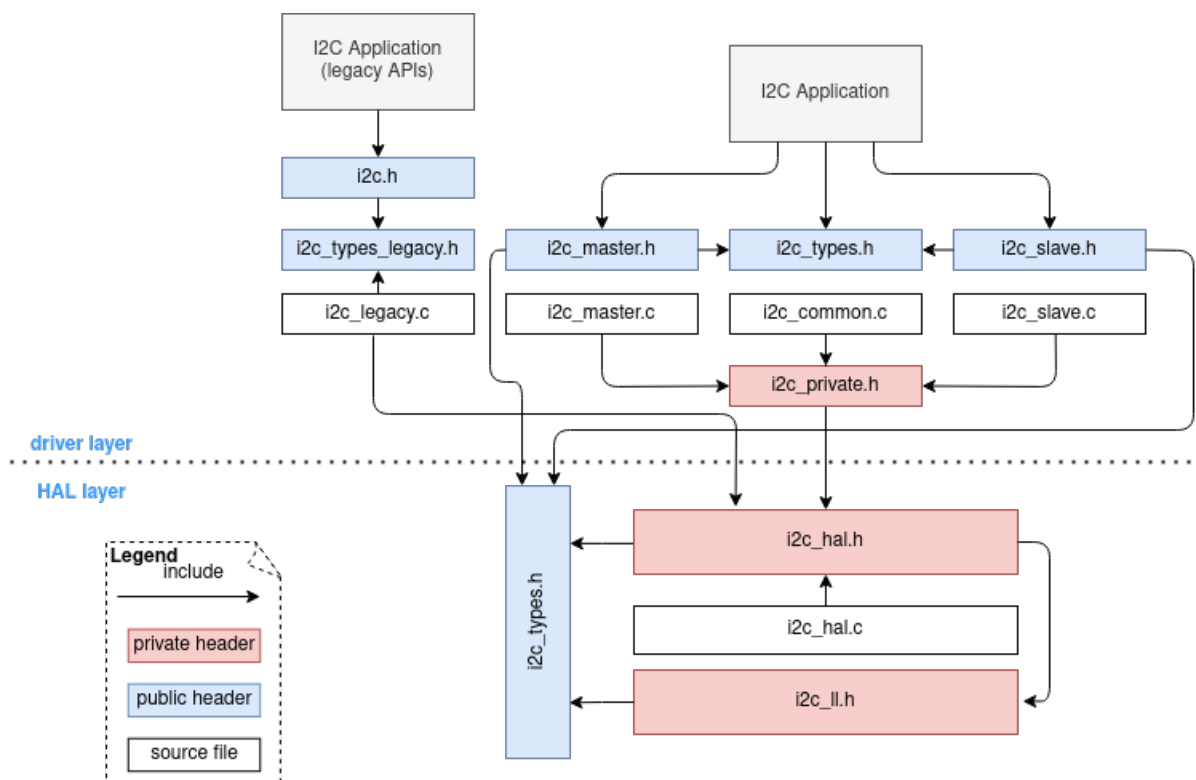 I2C Application
(legacy APIs)
I2C Application
i2c.h
i2c_types_legacy.h
i2c_master.h
i2c_types.h
i2c_slave.h
i2c_legacy.c
i2c_master.c
i2c_common.c
i2c_slave.c
i2c_private.h
driver layer
HAL layer
i2c_types.h
i2c_hal.h
i2c_hal.c
i2c_ll.h
Legend
include
private header
public header
source file